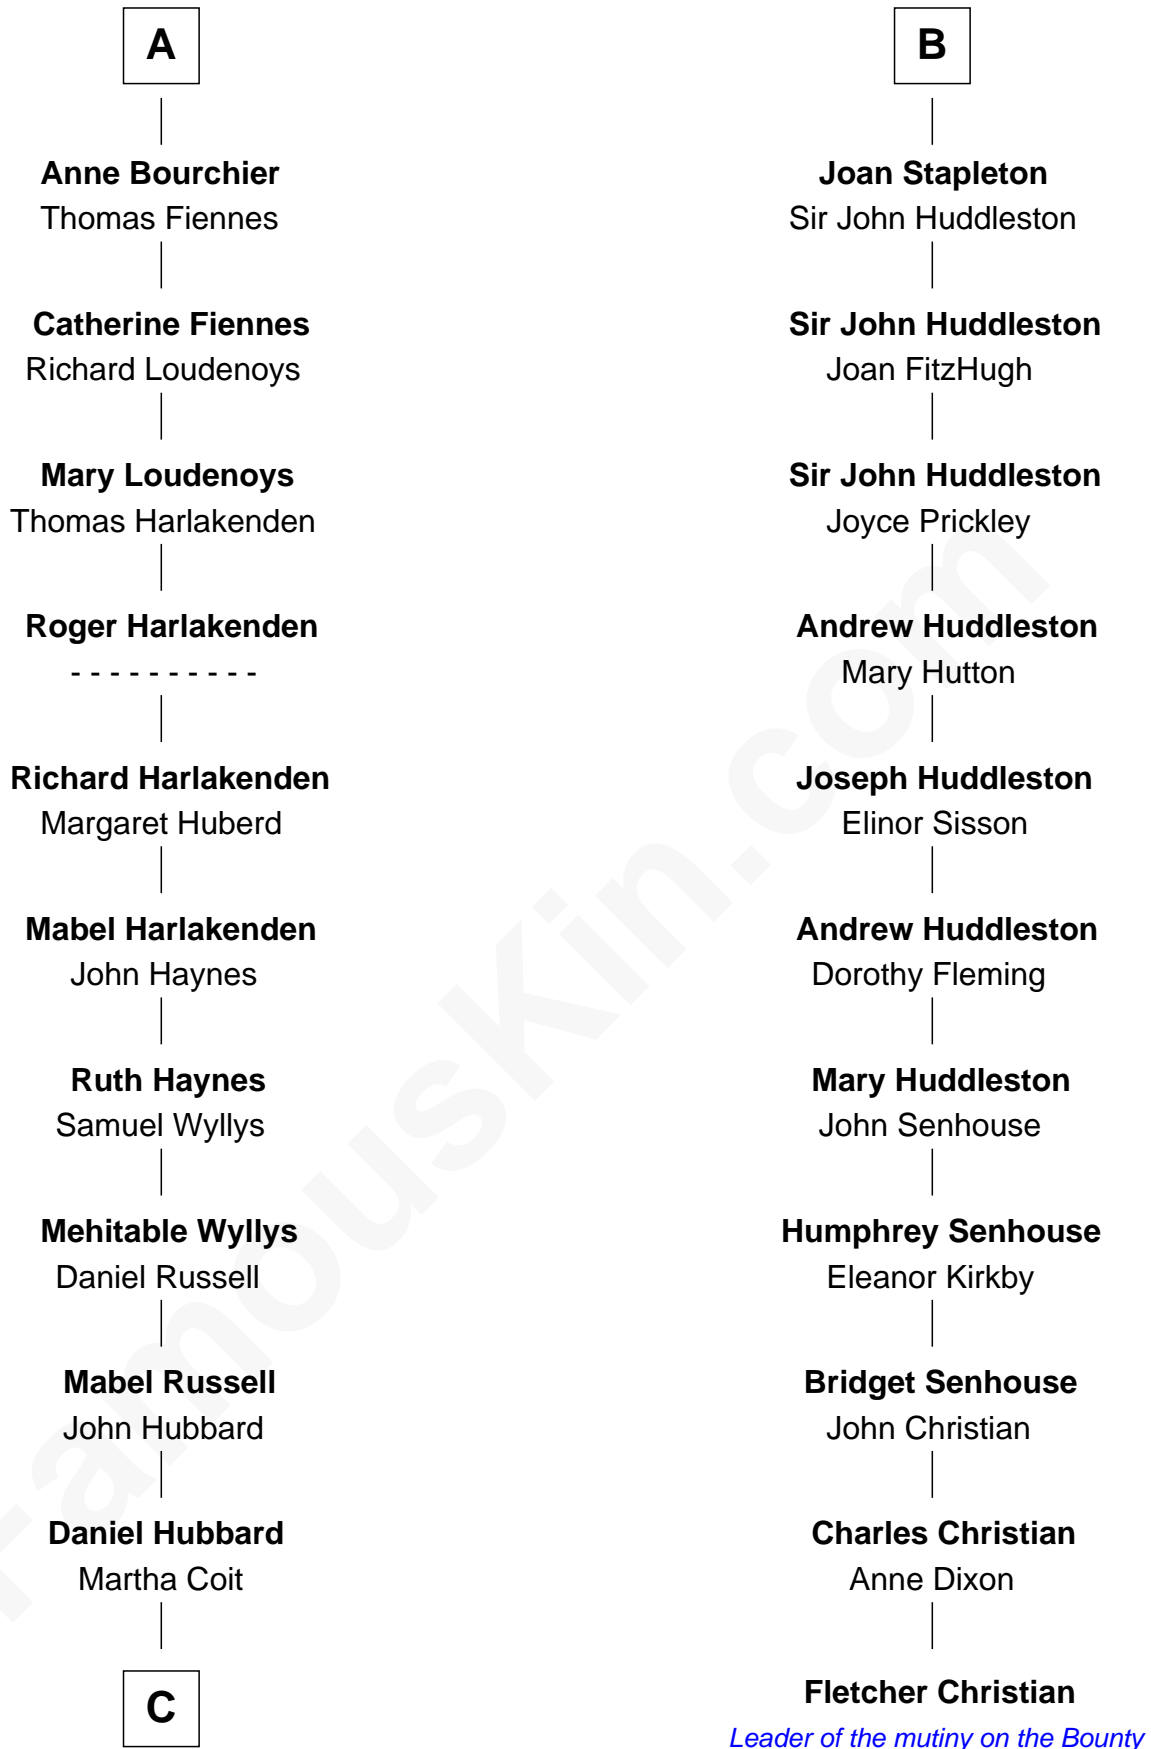 A
Anne Bourchier
Thomas Fiennes
Catherine Fiennes
Richard Loudenoys
Mary Loudenoys
Thomas Harlakenden
Roger Harlakenden
- - - - - - - - - -
Richard Harlakenden
Margaret Huberd
Mabel Harlakenden
John Haynes
Ruth Haynes
Samuel Wyllys
Mehitable Wyllys
Daniel Russell
Mabel Russell
John Hubbard
Daniel Hubbard
Martha Coit
C
B
Joan Stapleton
Sir John Huddleston
Sir John Huddleston
Joan FitzHugh
Sir John Huddleston
Joyce Prickley
Andrew Huddleston
Mary Hutton
Joseph Huddleston
Elinor Sisson
Andrew Huddleston
Dorothy Fleming
Mary Huddleston
John Senhouse
Humphrey Senhouse
Eleanor Kirkby
Bridget Senhouse
John Christian
Charles Christian
Anne Dixon
Fletcher Christian
Leader of the mutiny on the Bounty
FamousKin.com